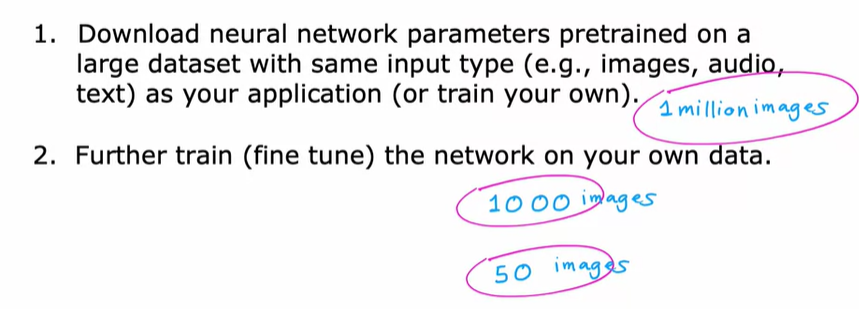 1. Download neural network parameters pretrained on a
large dataset with same input type (e.g., images, audio,
text) as your application (or train your own).
1 million images
2. Further train (fine tune) the network on your own data.
1000 images
50 images